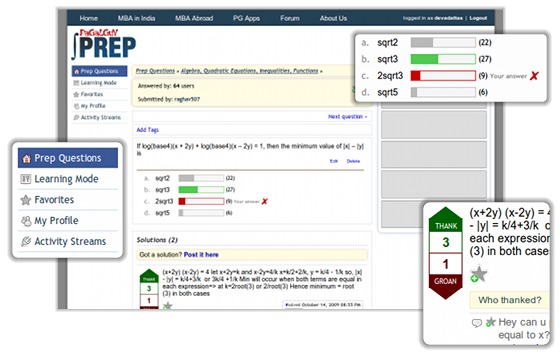 Home MBA in India MBA Abroad PG Apps Forum About Us
logged in as devadattas | Logout
PaGaLGuY
PREP
Prep Questions
Learning Mode
Favorites
My Profile
Activity Streams
Prep Questions » Algebra, Quadratic Equations, Inequalities, Functions »
Answered by: 64 users
Submitted by: raghav307
Next question »
Add Tags
If log(base4)(x + 2y) + log(base4)(x – 2y) = 1, then the minimum value of |x| – |y|
is
Edit Delete
a. sqrt2 (22)
b. sqrt3 (27)
c. 2sqrt3 (9) Your answer
d. sqrt5 (6)
Solutions (2)
Got a solution? Post it here
THANK
3
1
GROAN
(x+2y) (x-2y) = 4 let x+2y=k and x-2y=4/k x=k/2+2/k, y = k/4 - 1/k so, |x|
- |y| = k/4+3/k or 3k/4 +1/k Min will occur when both terms are equal in
each expression=> at k=2root(3) or 2root(3) Hence minimum = root
(3) in both cases
Posted October 14, 2009 08:55 PM
a. sqrt2 (22)
b. sqrt3 (27)
c. 2sqrt3 (9) Your answer
d. sqrt5 (6)
Prep Questions
Learning Mode
Favorites
My Profile
Activity Streams
THANK
3
1
GROAN
(x+2y) (x-2y) = 4
- |y| = k/4+3/k or
each expression=
(3) in both cases
Who thanked?
Hey can u
equal to x?